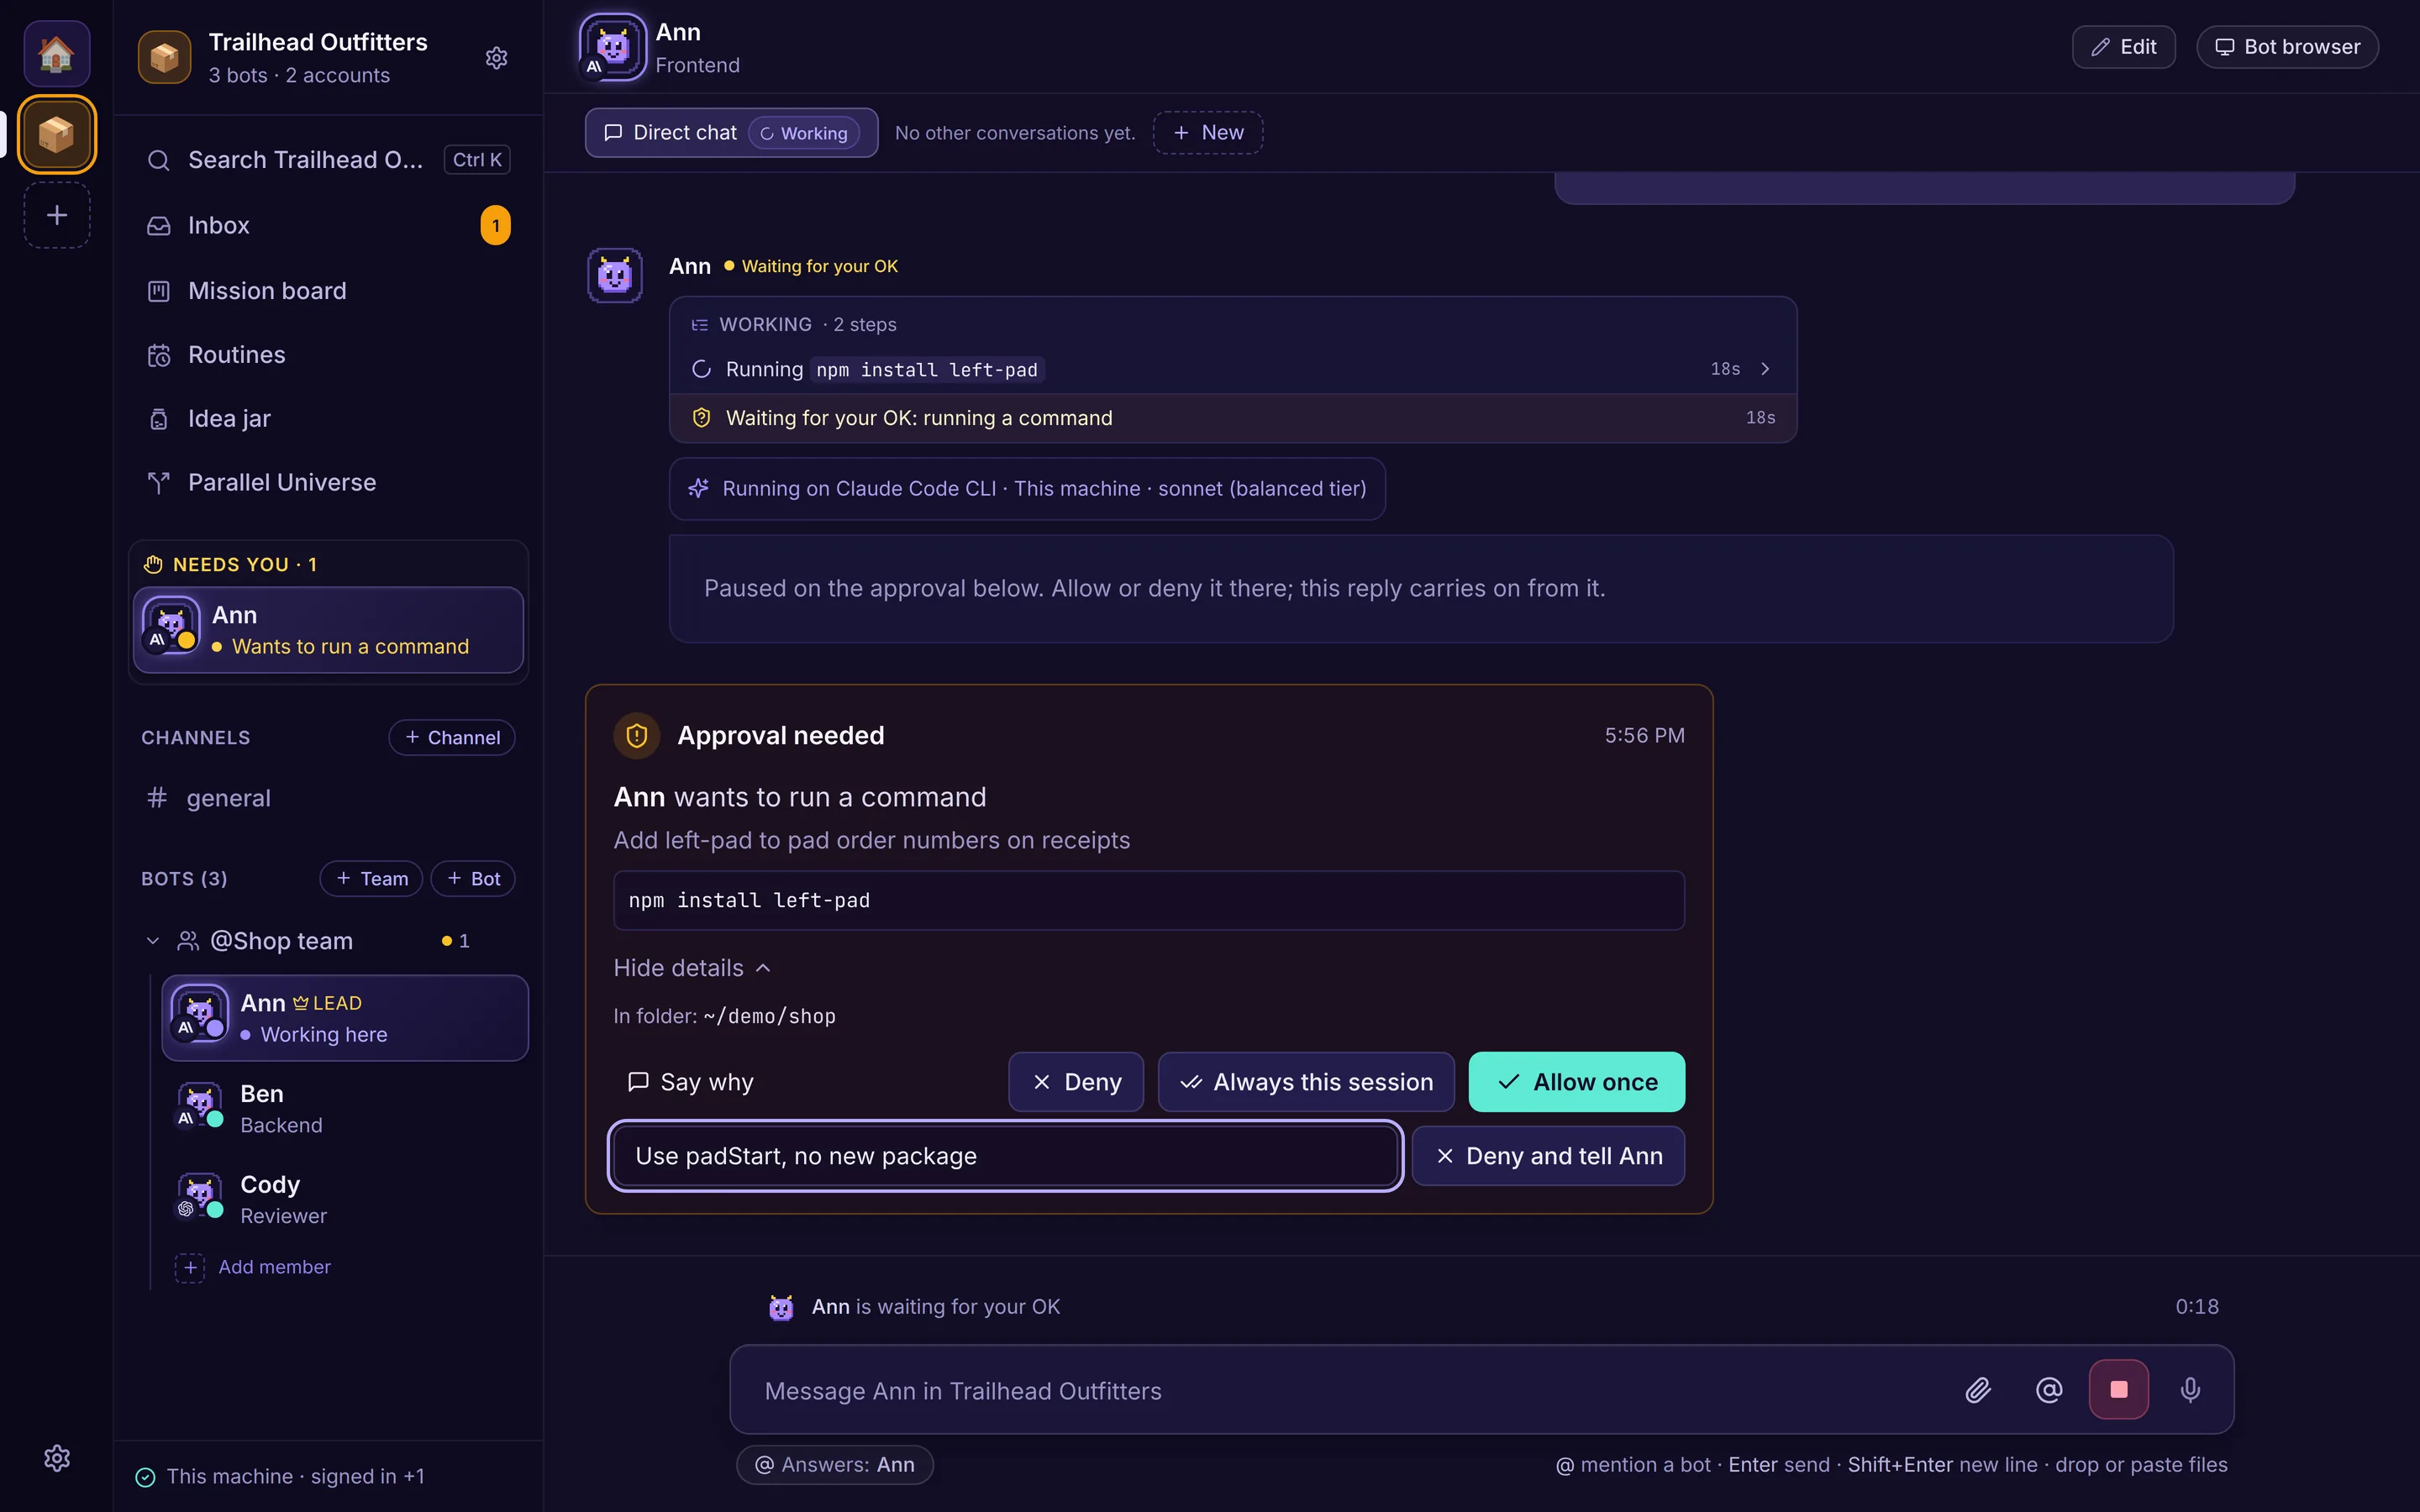 Trailhead Outfitters
3 bots · 2 accounts
Search Trailhead O... Ctrl K
Inbox 1
Mission board
Routines
Idea jar
Parallel Universe
NEEDS YOU · 1
Ann
Wants to run a command
CHANNELS + Channel
# general
BOTS (3) + Team + Bot
@Shop team 1
Ann LEAD
Working here
Ben
Backend
Cody
Reviewer
+ Add member
This machine · signed in +1
Ann
Frontend
Edit
Bot browser
Direct chat Working No other conversations yet. + New
Ann Waiting for your OK
WORKING · 2 steps
Running npm install left-pad 18s
Waiting for your OK: running a command 18s
Running on Claude Code CLI · This machine · sonnet (balanced tier)
Paused on the approval below. Allow or deny it there; this reply carries on from it.
Approval needed 5:56 PM
Ann wants to run a command
Add left-pad to pad order numbers on receipts
npm install left-pad
Hide details
In folder: ~/demo/shop
Say why Deny Always this session Allow once
Use padStart, no new package Deny and tell Ann
Ann is waiting for your OK 0:18
Message Ann in Trailhead Outfitters
@ Answers: Ann
@ mention a bot · Enter send · Shift+Enter new line · drop or paste files